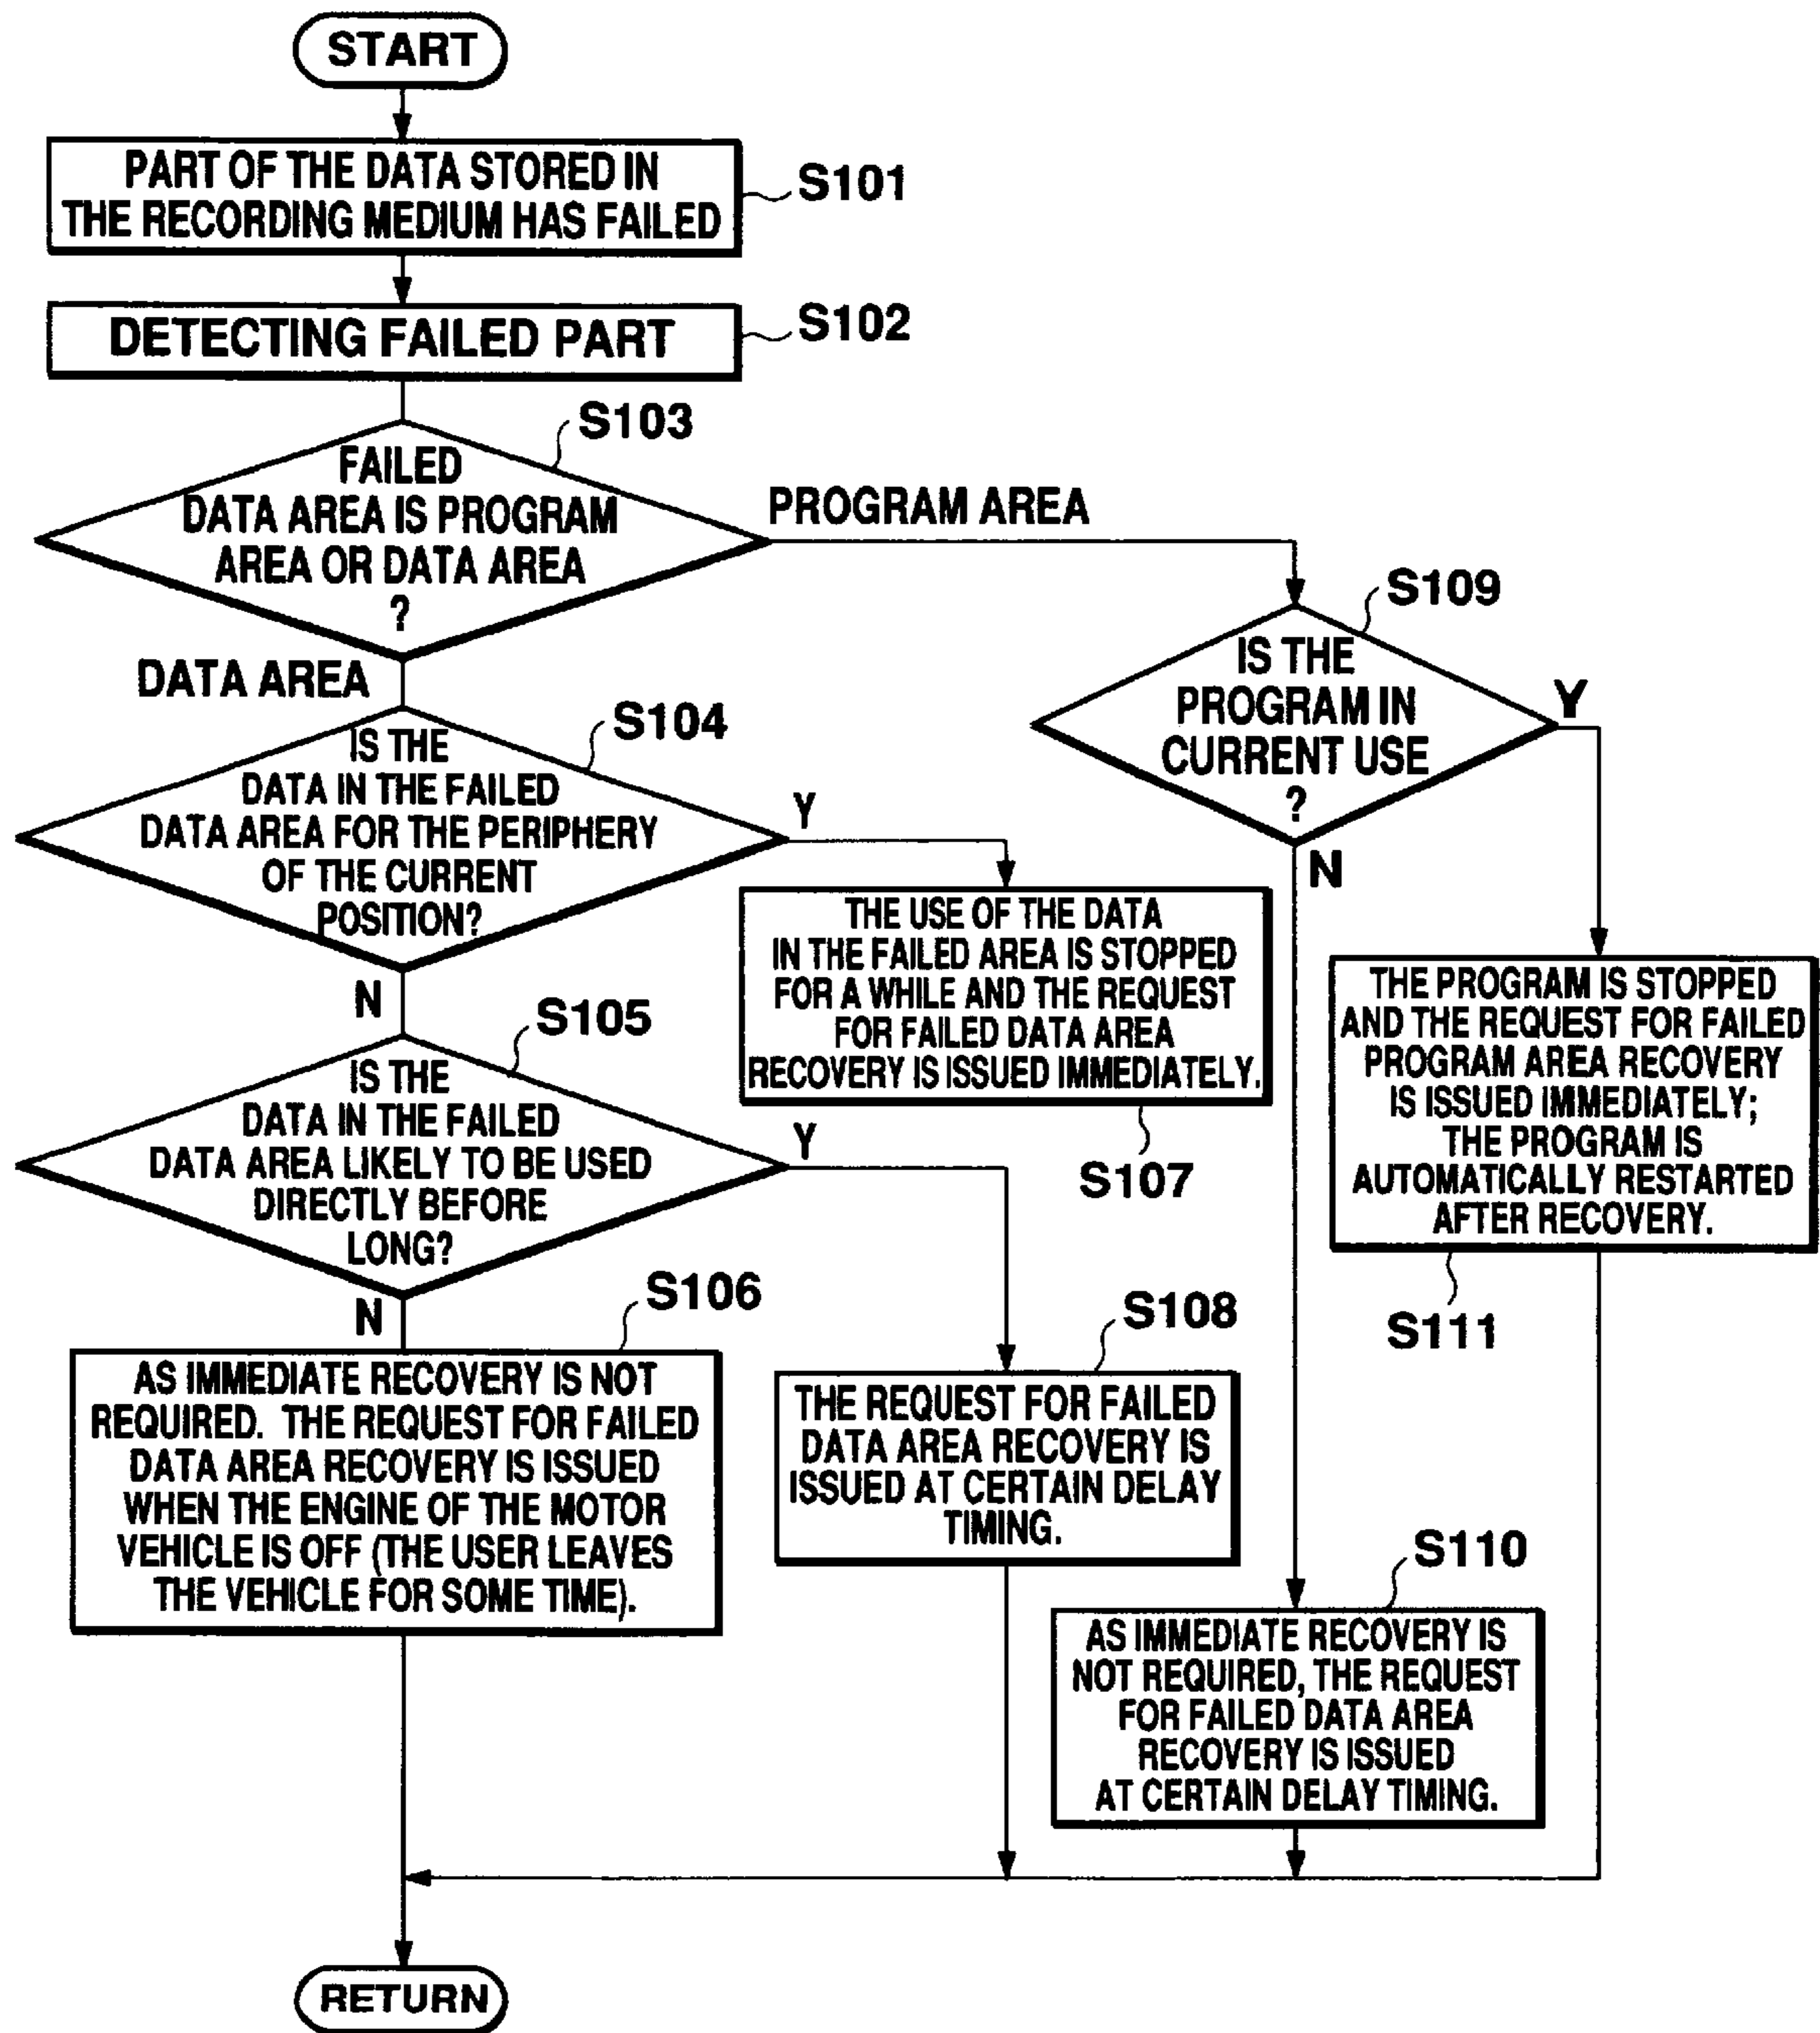 START
PART OF THE DATA STORED IN
THE RECORDING MEDIUM HAS FAILED
S101
DETECTING FAILED PART
S102
S103
FAILED
DATA AREA IS PROGRAM
AREA OR DATA AREA
?
PROGRAM AREA
DATA AREA
S104
IS THE
DATA IN THE FAILED
DATA AREA FOR THE PERIPHERY
OF THE CURRENT
POSITION?
Y
N
S105
IS THE
DATA IN THE FAILED
DATA AREA LIKELY TO BE USED
DIRECTLY BEFORE
LONG?
Y
N
S106
AS IMMEDIATE RECOVERY IS NOT
REQUIRED. THE REQUEST FOR FAILED
DATA AREA RECOVERY IS ISSUED
WHEN THE ENGINE OF THE MOTOR
VEHICLE IS OFF (THE USER LEAVES
THE VEHICLE FOR SOME TIME).
THE USE OF THE DATA
IN THE FAILED AREA IS STOPPED
FOR A WHILE AND THE REQUEST
FOR FAILED DATA AREA
RECOVERY IS ISSUED IMMEDIATELY.
S107
S108
THE REQUEST FOR FAILED
DATA AREA RECOVERY IS
ISSUED AT CERTAIN DELAY
TIMING.
S109
IS THE
PROGRAM IN
CURRENT USE
?
Y
N
S110
AS IMMEDIATE RECOVERY IS
NOT REQUIRED, THE REQUEST
FOR FAILED DATA AREA
RECOVERY IS ISSUED
AT CERTAIN DELAY TIMING.
THE PROGRAM IS STOPPED
AND THE REQUEST FOR FAILED
PROGRAM AREA RECOVERY
IS ISSUED IMMEDIATELY;
THE PROGRAM IS
AUTOMATICALLY RESTARTED
AFTER RECOVERY.
S111
RETURN